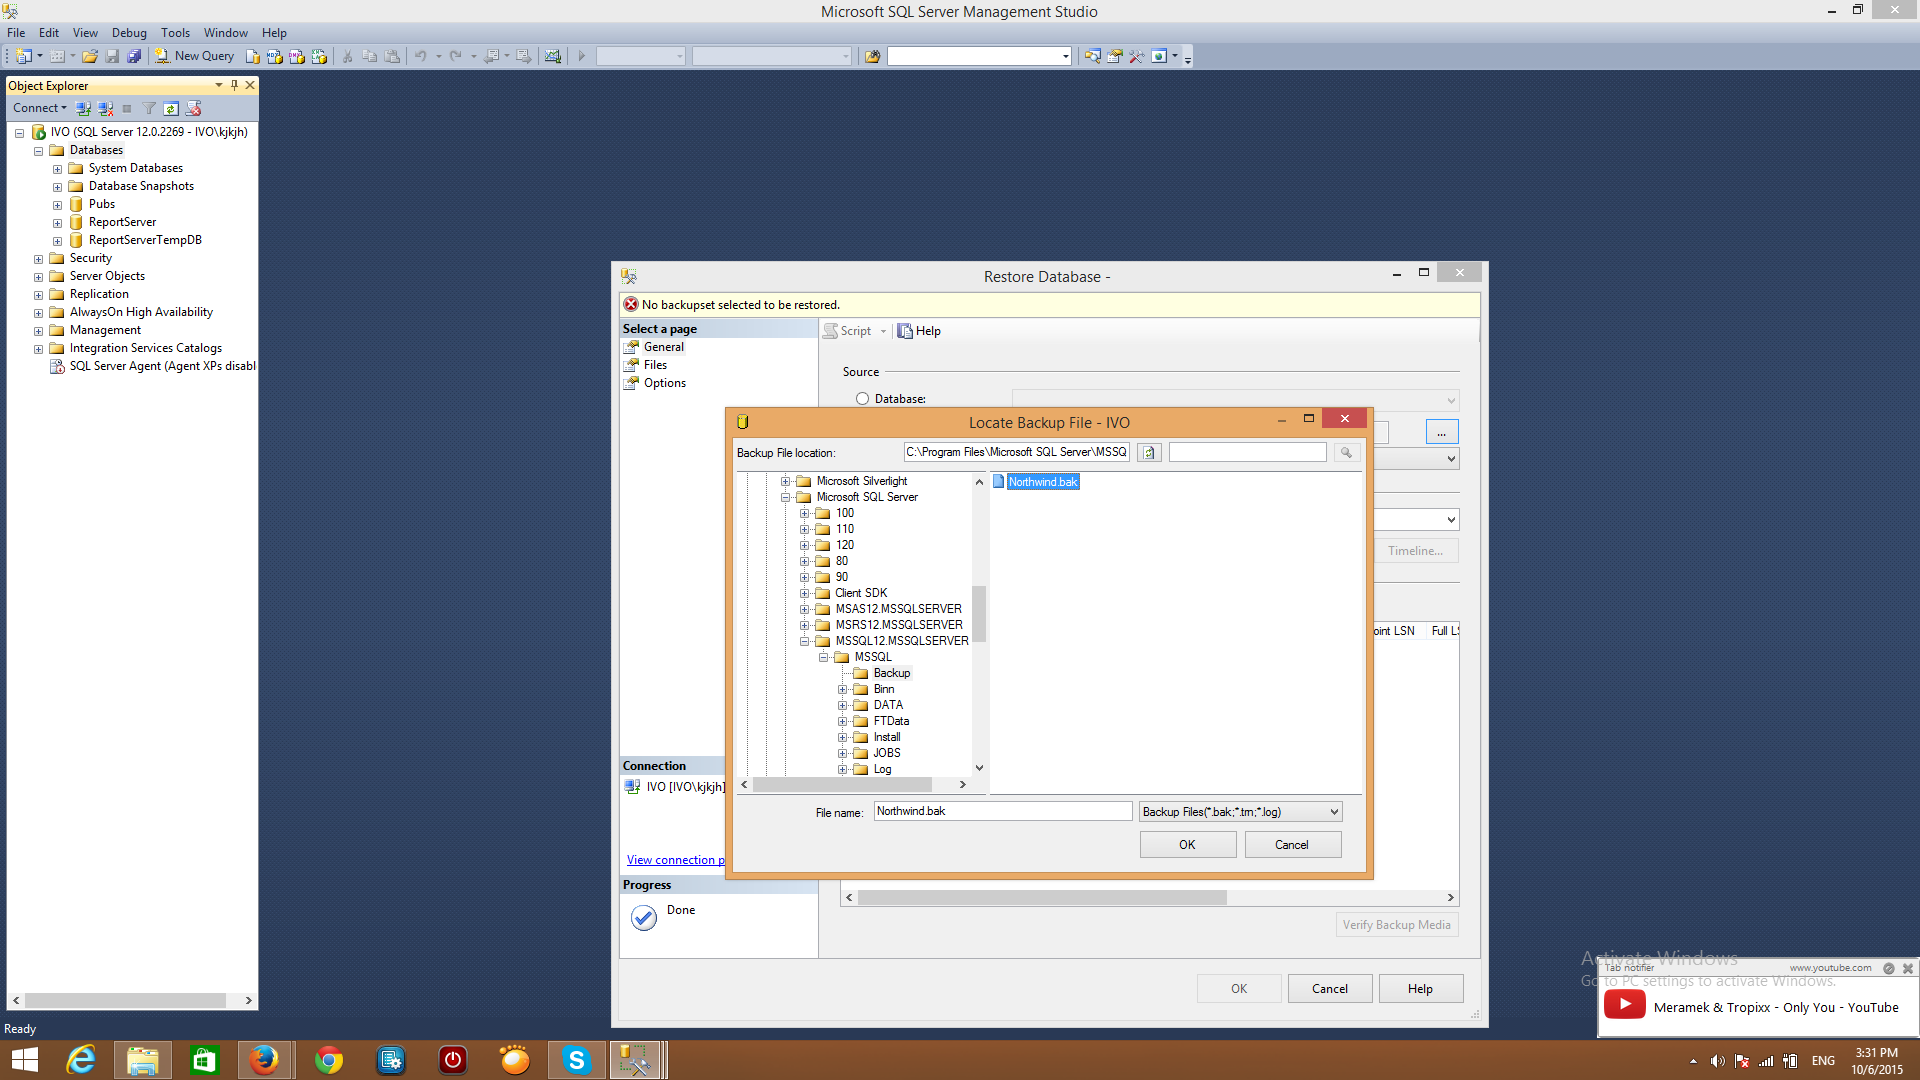 Microsoft SQL Server Management Studio
File Edit View Debug Tools Window Help
New Query
Object Explorer
Connect
IVO (SQL Server 12.0.2269 - IVO\kjkjh)
Databases
System Databases
Database Snapshots
Pubs
ReportServer
ReportServerTempDB
Security
Server Objects
Replication
AlwaysOn High Availability
Management
Integration Services Catalogs
SQL Server Agent (Agent XPs disabl
Restore Database -
No backupset selected to be restored.
Select a page
General
Files
Options
Script
Help
Source
Database:
...
Timeline...
oint LSN
Full LS
Locate Backup File - IVO
Backup File location:
C:\Program Files\Microsoft SQL Server\MSSQ
Microsoft Silverlight
Microsoft SQL Server
100
110
120
80
90
Client SDK
MSAS12.MSSQLSERVER
MSRS12.MSSQLSERVER
MSSQL12.MSSQLSERVER
MSSQL
Backup
Binn
DATA
FTData
Install
JOBS
Log
Northwind.bak
File name:
Northwind.bak
Backup Files(*.bak;*.trn;*.log)
OK
Cancel
Connection
IVO [IVO\kjkjh]
View connection p
Progress
Done
Verify Backup Media
OK
Cancel
Help
Activate Windows
Go to PC settings to activate Windows.
Tab notifier
www.youtube.com
Meramek & Tropixx - Only You - YouTube
Ready
ENG
3:31 PM
10/6/2015